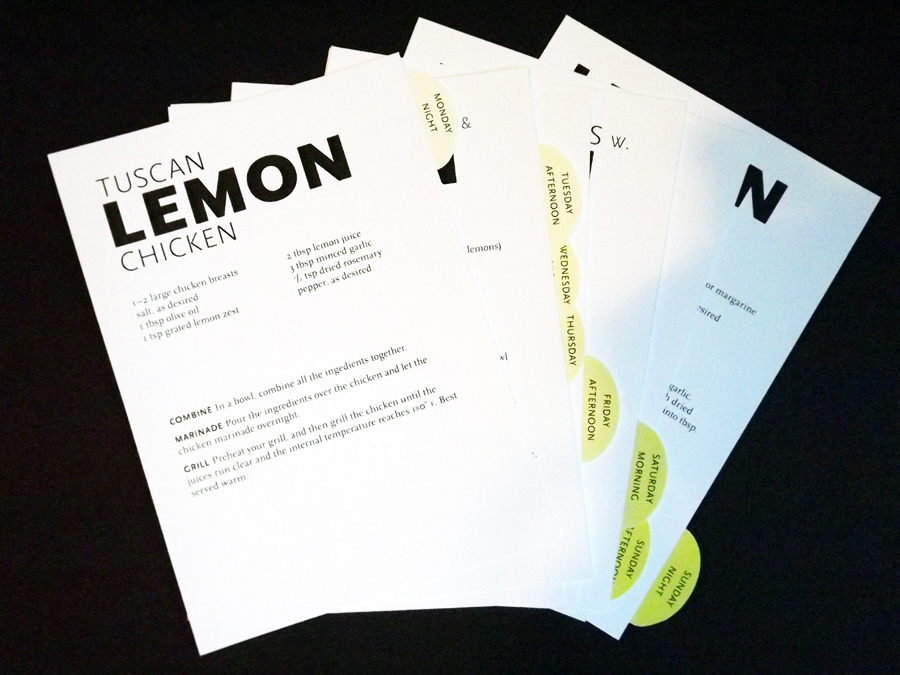 TUSCAN
LEMON
CHICKEN
1–2 large chicken breasts
salt, as desired
1 tbsp olive oil
1 tsp grated lemon zest
2 tbsp lemon juice
3 tbsp minced garlic
½ tsp dried rosemary
pepper, as desired
COMBINE In a bowl, combine all the ingedients together.
MARINADE Pour the ingredients over the chicken and let the
chicken marinade overnight.
GRILL Preheat your grill, and then grill the chicken until the
juices run clear and the internal temperature reaches 180° F. Best
served warm.
MONDAY
NIGHT
&
lemons)
TUESDAY
AFTERNOON
WEDNESDAY
THURSDAY
S W.
FRIDAY
AFTERNOON
N
or margarine
garlic,
dried
into tbsp.
SATURDAY
MORNING
SUNDAY
AFTERNOON
SUNDAY
NIGHT